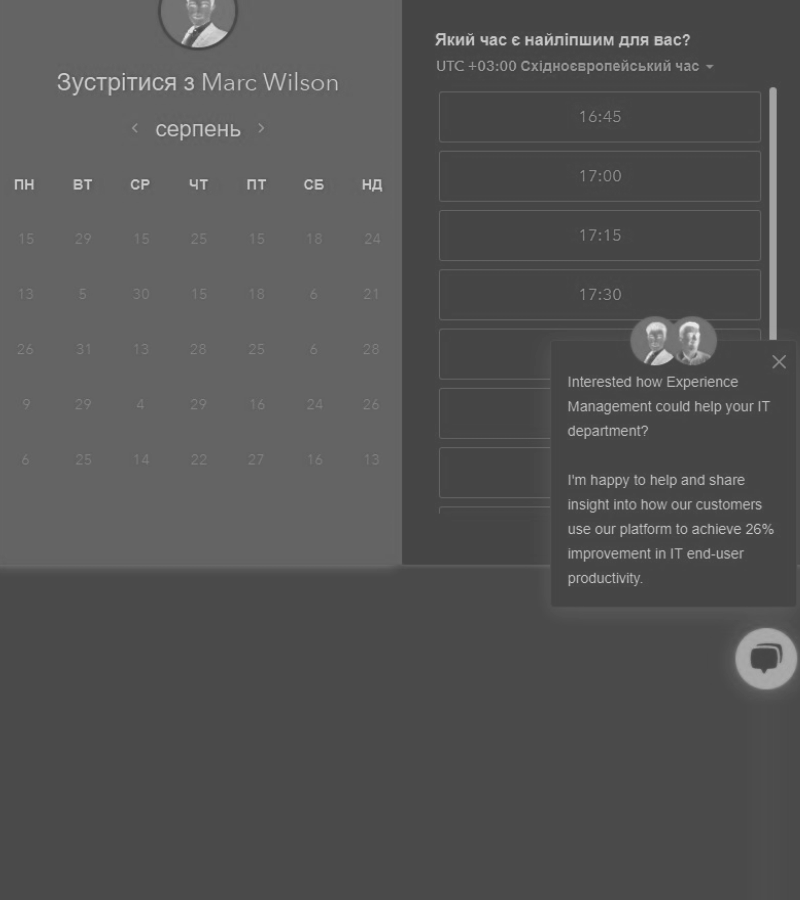 Зустрітися з Marc Wilson
серпень
ПН ВТ СР ЧТ ПТ СБ НД
15 29 15 25 15 18 24
13 5 30 15 18 6 21
26 31 13 28 25 6 28
9 29 4 29 16 24 26
6 25 14 22 27 16 13
Який час є найліпшим для вас?
UTC +03:00 Східноєвропейський час
16:45
17:00
17:15
17:30
Interested how Experience
Management could help your IT
department?
I'm happy to help and share
insight into how our customers
use our platform to achieve 26%
improvement in IT end-user
productivity.